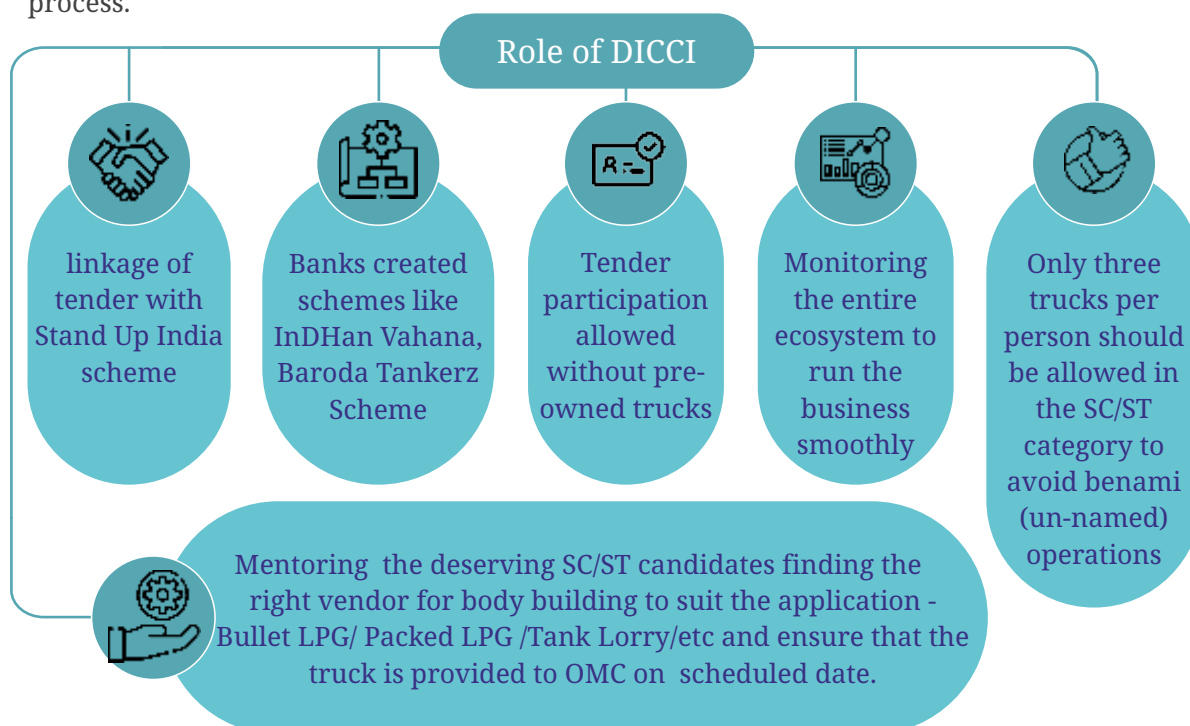 process.
Role of DICCI
linkage of
tender with
Stand Up India
scheme
Banks created
schemes like
InDHan Vahana,
Baroda Tankerz
Scheme
Tender
participation
allowed
without pre-
owned trucks
Monitoring
the entire
ecosystem to
run the
business
smoothly
Only three
trucks per
person should
be allowed in
the SC/ST
category to
avoid benami
(un-named)
operations
Mentoring the deserving SC/ST candidates finding the
right vendor for body building to suit the application -
Bullet LPG/ Packed LPG /Tank Lorry/etc and ensure that the
truck is provided to OMC on scheduled date.